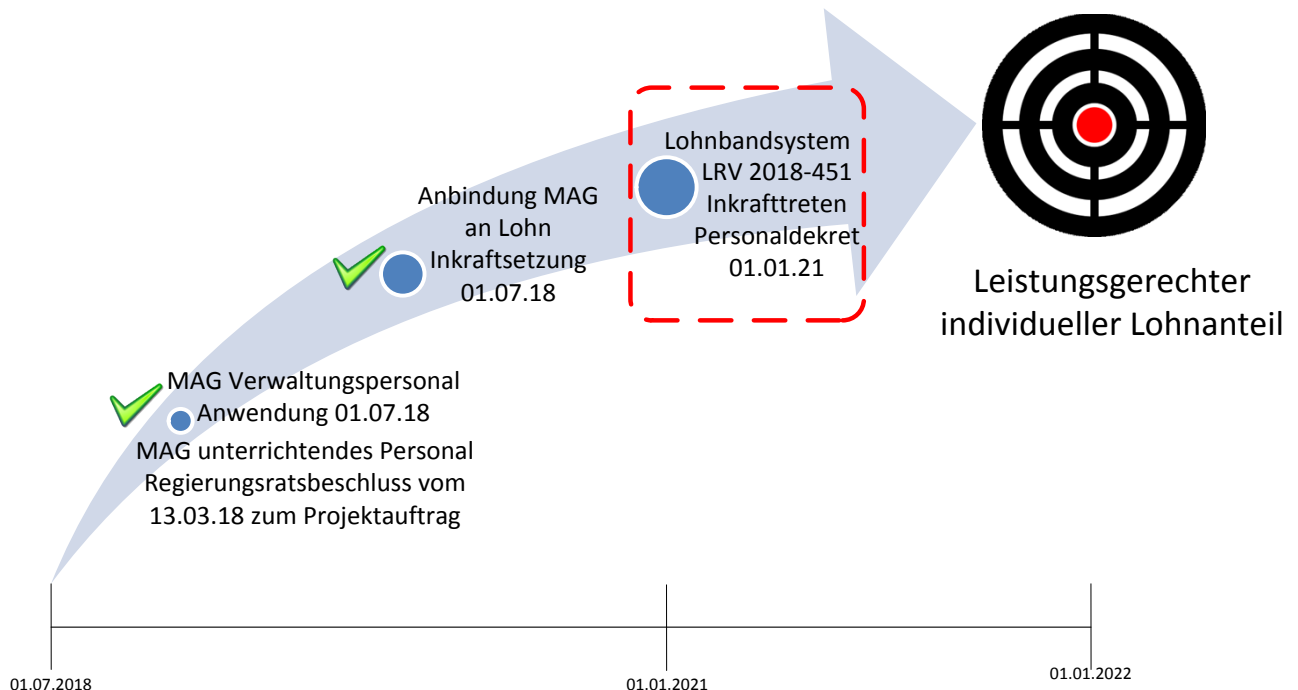 Lohnbandsystem
LRV 2018-451
Inkrafttreten
Personaldekret
01.01.21
Anbindung MAG
an Lohn
Inkraftsetzung
01.07.18
Leistungsgerechter
individueller Lohnanteil
MAG Verwaltungspersonal
Anwendung 01.07.18
MAG unterrichtendes Personal
Regierungsratsbeschluss vom
13.03.18 zum Projektauftrag
01.07.2018
01.01.2021
01.01.2022